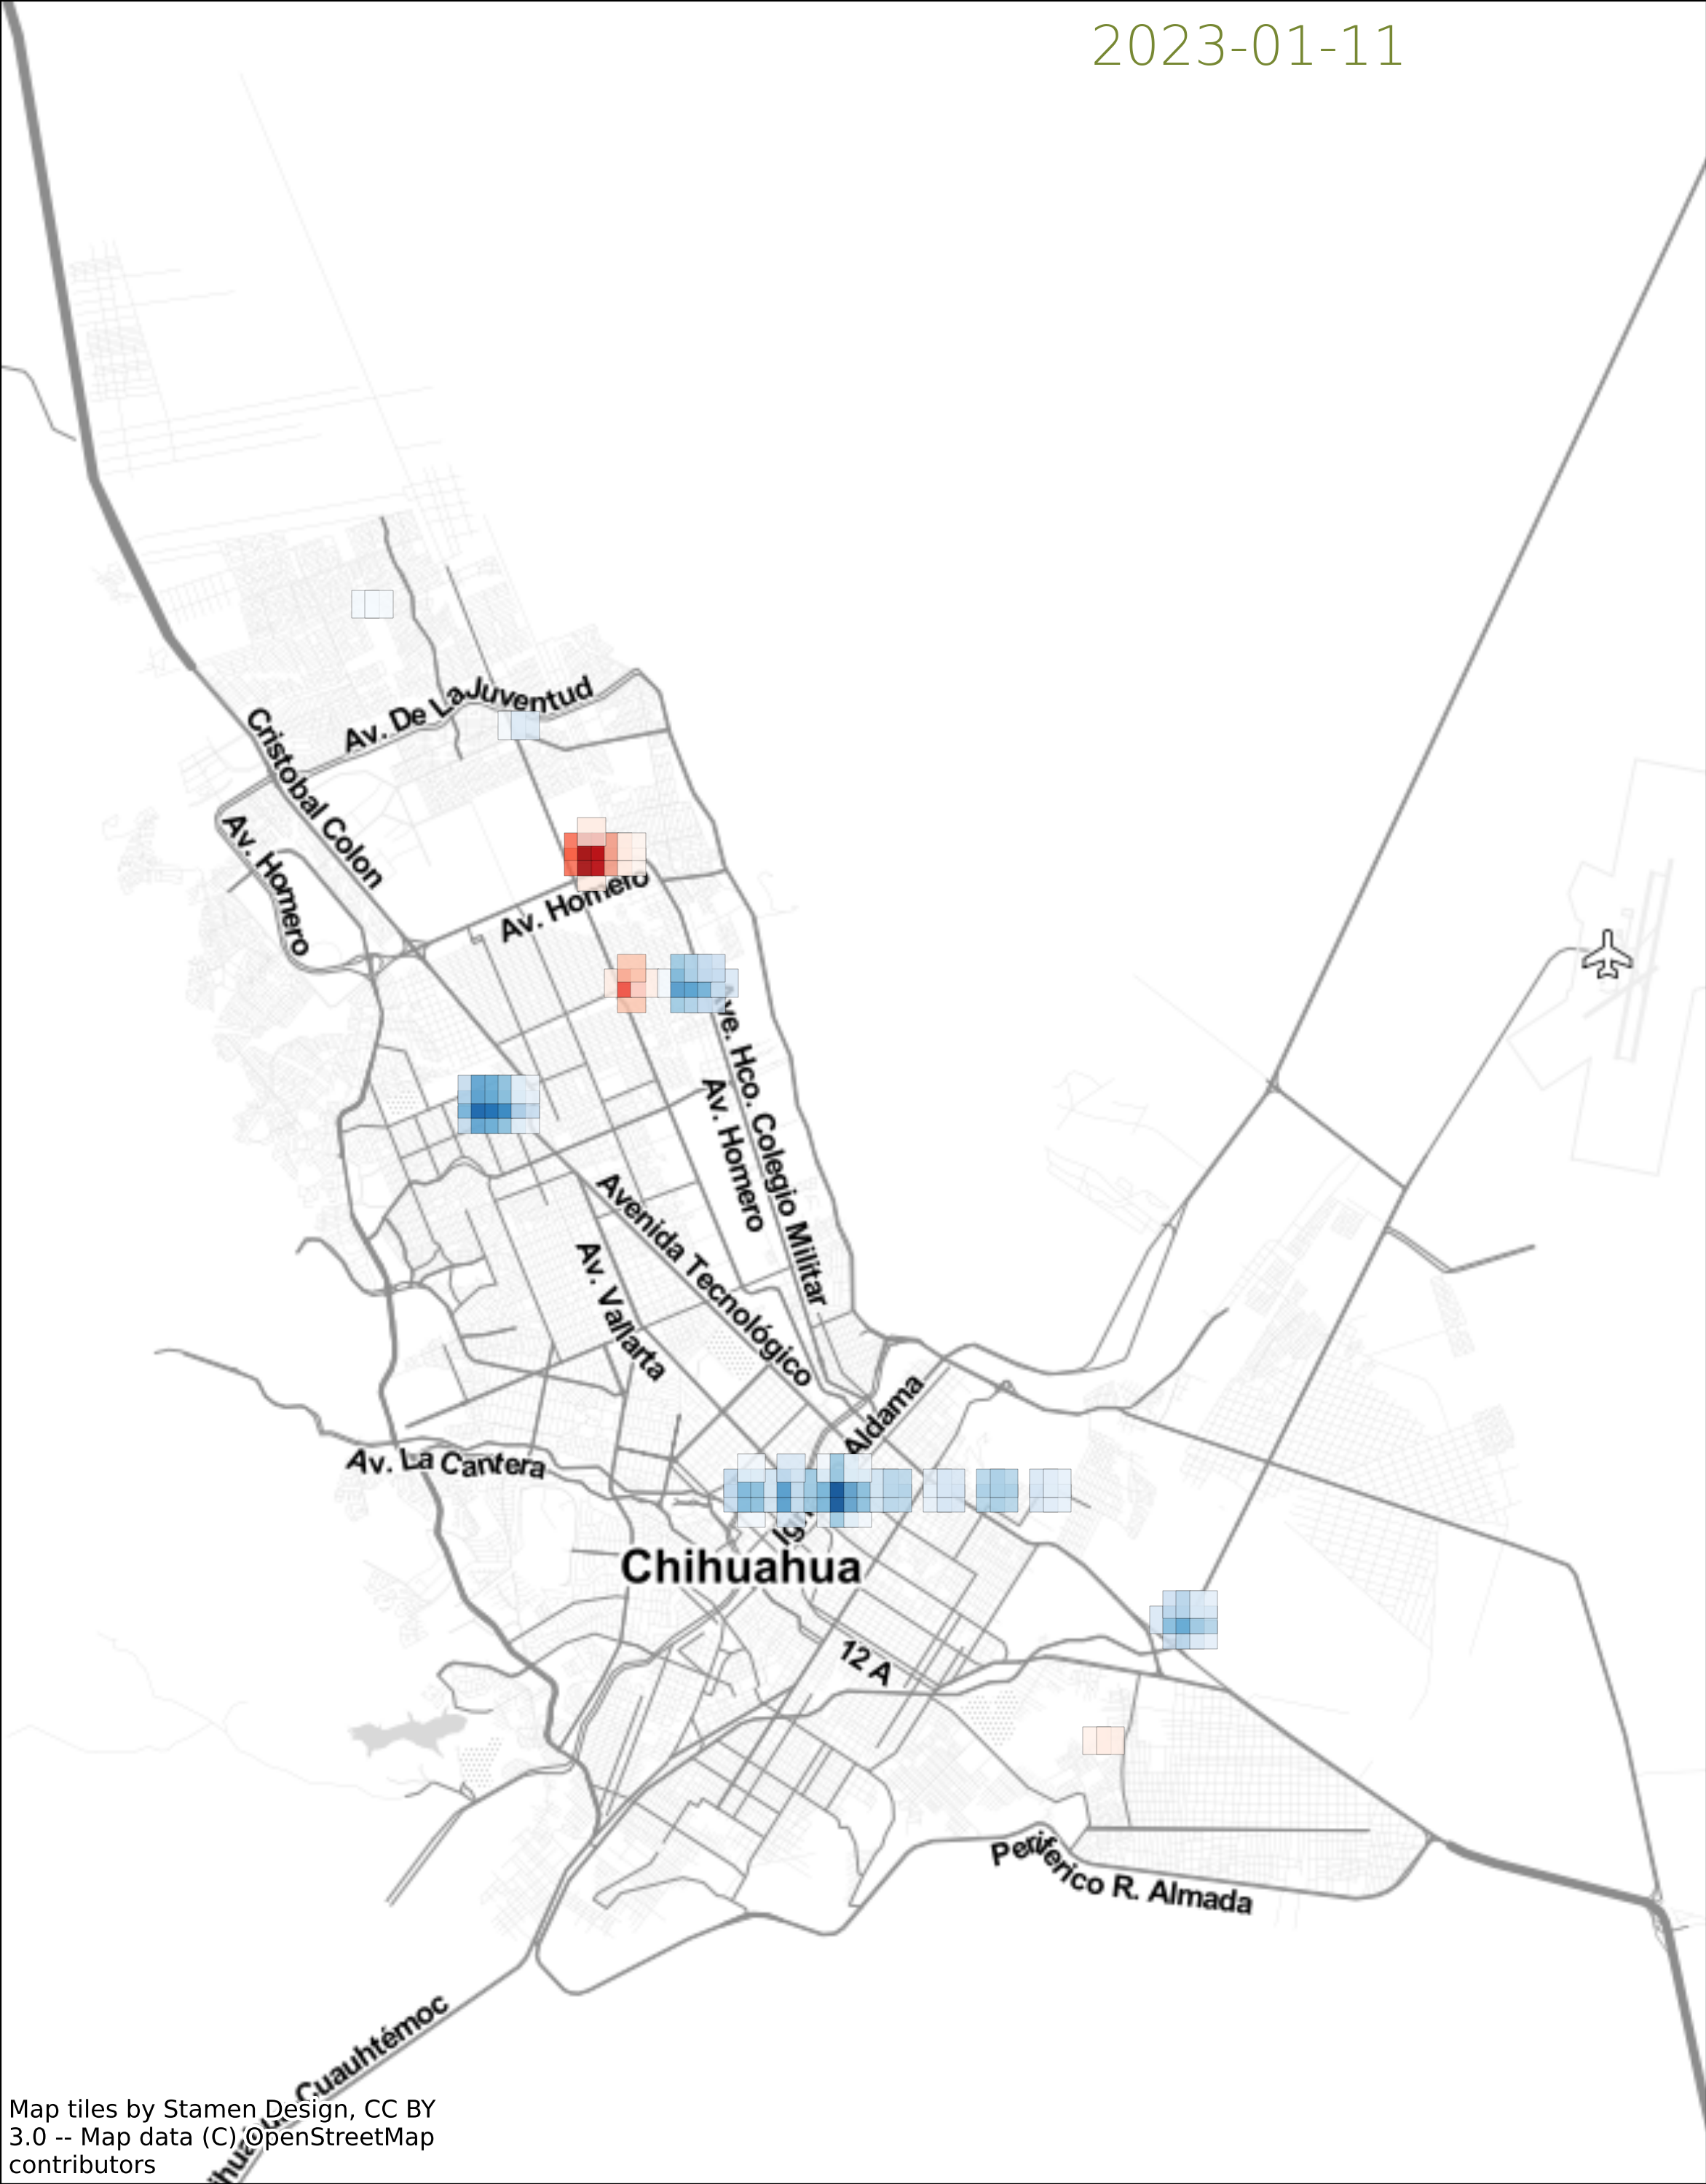 2023-01-11
Av. De La Juventud
Cristobal Colon
Av. Homero
Av. Homero
Ave. Hco. Colegio Militar
Av. Homero
Avenida Tecnológico
Av. Vallarta
Aldama
Av. La Cantera
Chihuahua
12 A
Periferico R. Almada
Cuauhtémoc
Map tiles by Stamen Design, CC BY
3.0 -- Map data (C) OpenStreetMap
contributors